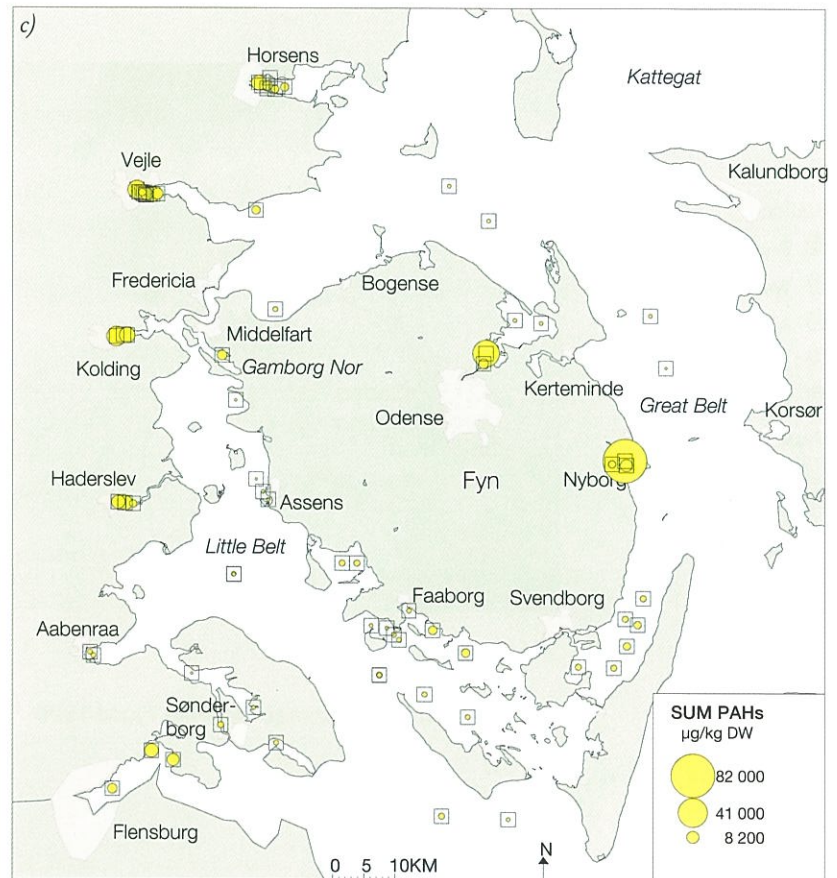 c)
Horsens
Kattegat
Vejle
Kalundborg
Fredericia
Bogense
Middelfart
Gamborg Nor
Kolding
Kerteminde
Great Belt
Korsør
Odense
Haderslev
Fyn
Nyborg
Assens
Little Belt
Faaborg
Svendborg
Aabenraa
Sønder-
borg
Flensburg
SUM PAHs
µg/kg DW
82 000
41 000
8 200
0 5 10KM
N